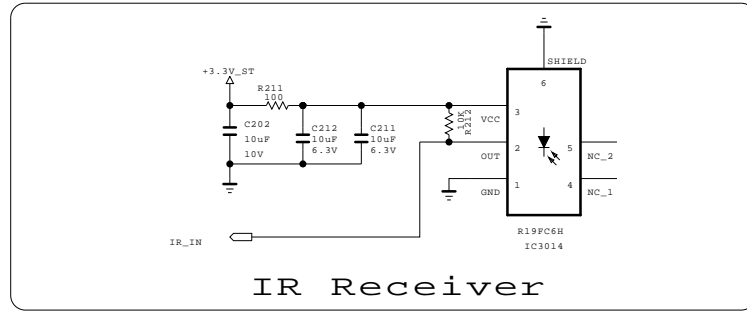 SHIELD
6
+3.3V_ST
R211
100
C202
10uF
10V
C212
10uF
6.3V
C211
10uF
6.3V
10K
R212
VCC
3
OUT
2
5
NC_2
GND
1
4
NC_1
R19FC6H
IC3014
IR_IN
IR Receiver